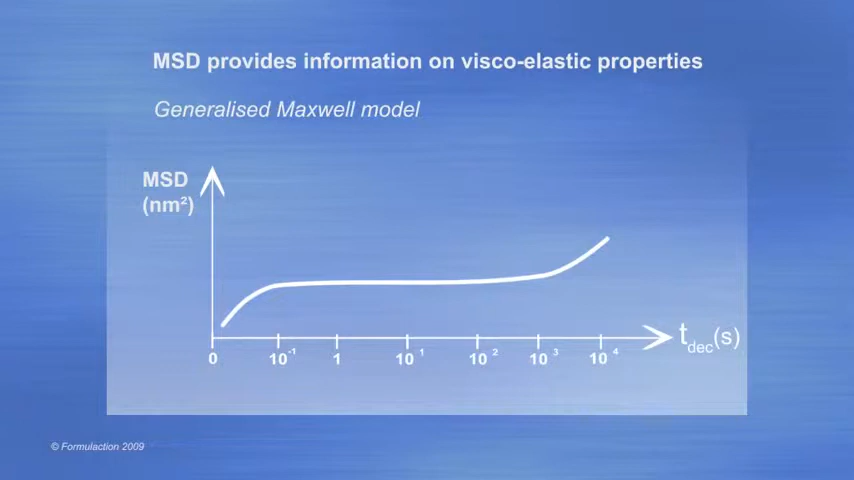 MSD provides information on visco-elastic properties
Generalised Maxwell model
MSD
(nm²)
t_dec(s)
0 10⁻¹ 1 10¹ 10² 10³ 10⁴
© Formulaction 2009